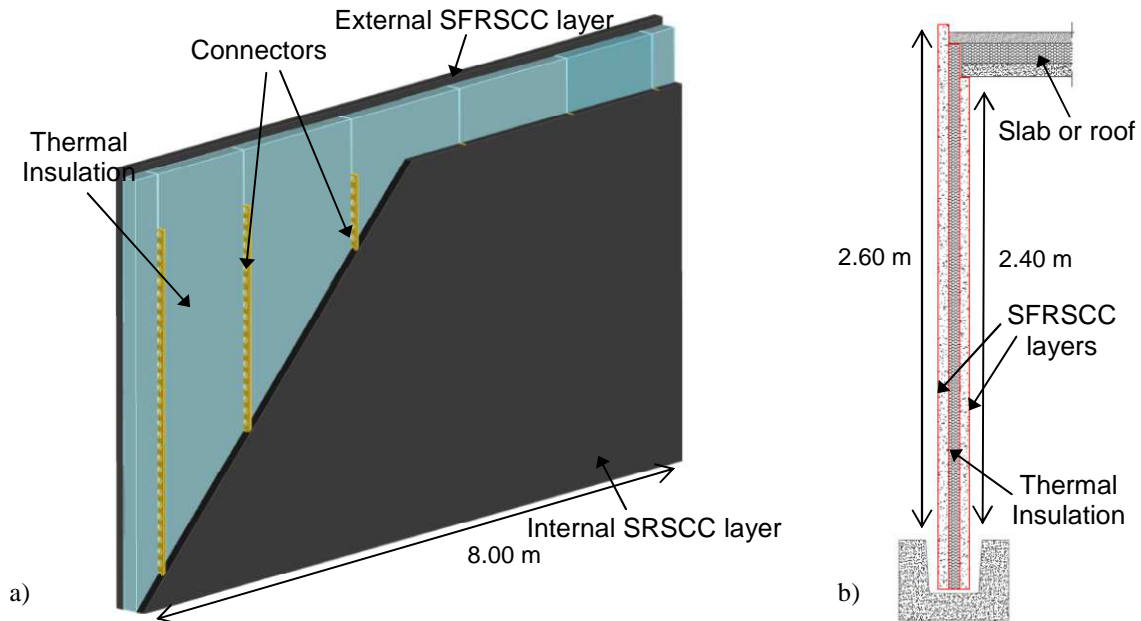 External SFRSCC layer
Connectors
Thermal
Insulation
Internal SRSCC layer
8.00 m
a)
Slab or roof
2.60 m
2.40 m
SFRSCC
layers
Thermal
Insulation
b)